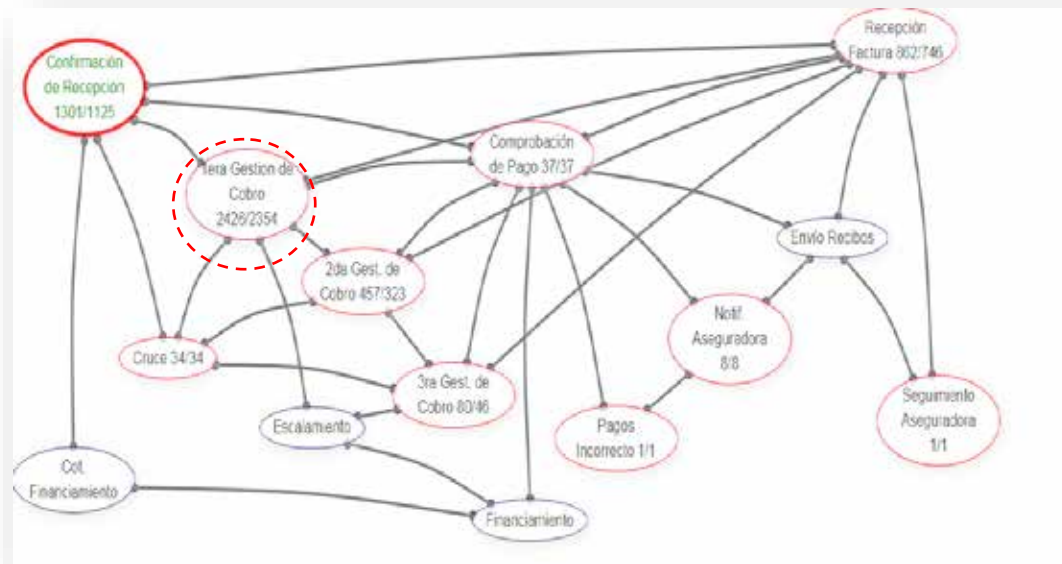 Recepción
Factura 862/746
Confirmación
de Recepción
1301/1125
Comprobación
de Pago 37/37
1era Gestion de
Cobro
2426/2354
Envío Recibos
2da Gest. de
Cobro 457/323
Notif.
Aseguradora
8/8
Cruce 34/34
3ra Gest. de
Cobro 80/46
Seguimiento
Aseguradora
1/1
Escalamiento
Pagos
Incorrecto 1/1
Cot.
Financiamiento
Financiamiento